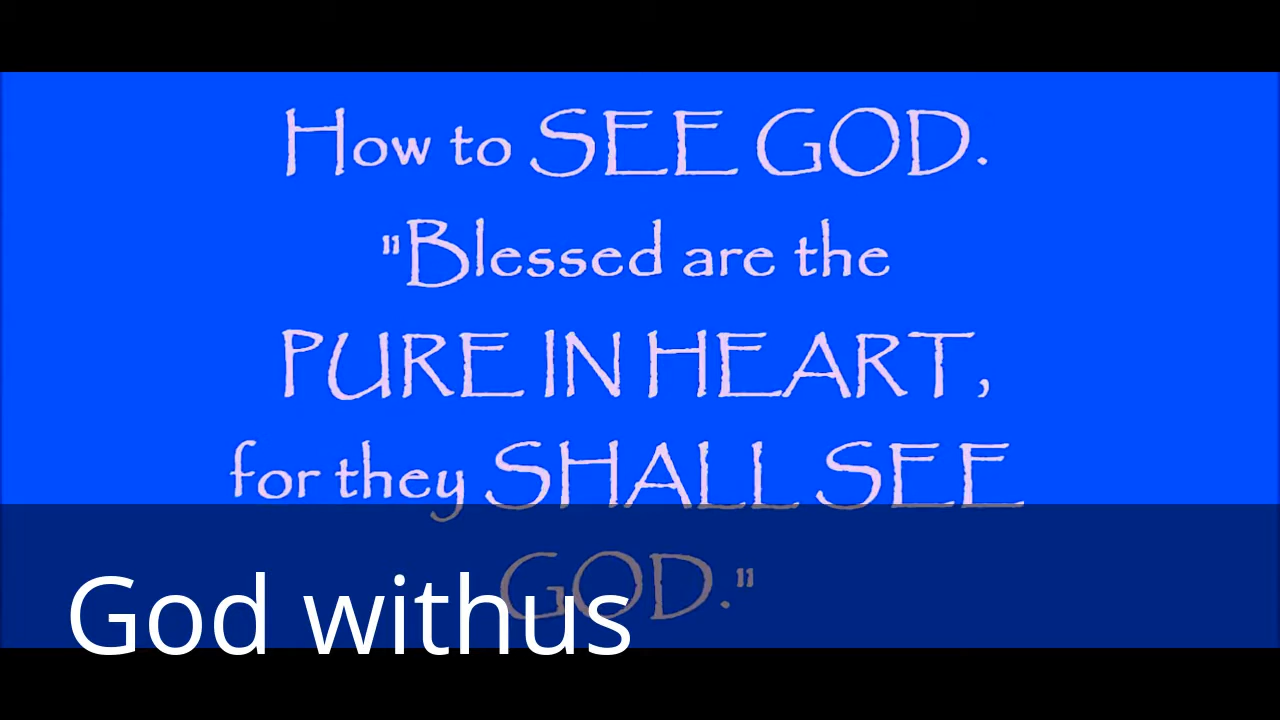 How to SEE GOD.
"Blessed are the
PURE IN HEART,
for they SHALL SEE
GOD."
God withus